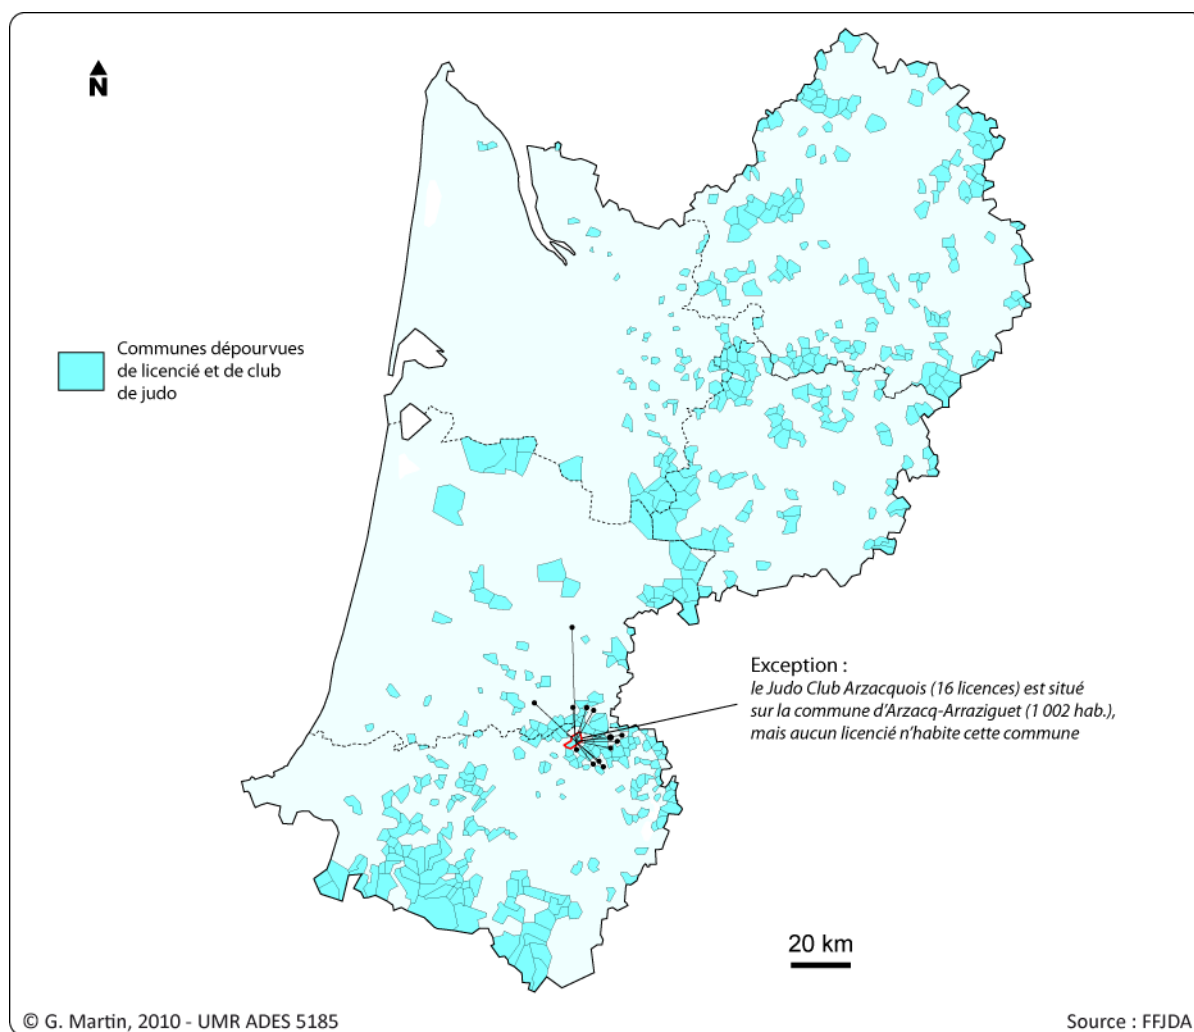 N
Communes dépourvues
de licencié et de club
de judo
Exception :
le Judo Club Arzacquois (16 licences) est situé
sur la commune d'Arzacq-Arraziguet (1 002 hab.),
mais aucun licencié n'habite cette commune
20 km
© G. Martin, 2010 - UMR ADES 5185
Source : FFJDA